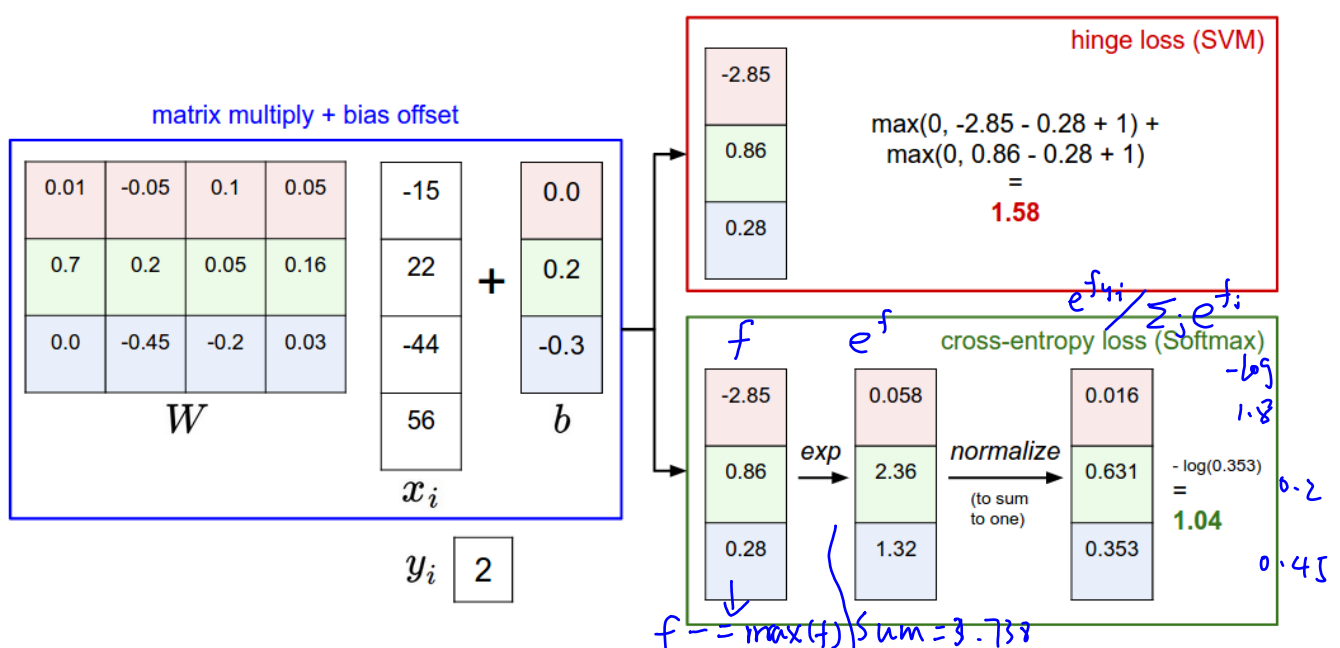 matrix multiply + bias offset
0.01 -0.05 0.1 0.05
0.7 0.2 0.05 0.16
0.0 -0.45 -0.2 0.03
W
-15
22
-44
56
x_i
+
0.0
0.2
-0.3
b
y_i 2
hinge loss (SVM)
-2.85
0.86
0.28
max(0, -2.85 - 0.28 + 1) +
max(0, 0.86 - 0.28 + 1)
=
1.58
e^{f_{y_i}} / Σ_j e^{f_i}
cross-entropy loss (Softmax)
f
-2.85
0.86
0.28
exp
e^f
0.058
2.36
1.32
normalize
(to sum
to one)
0.016
0.631
0.353
- log(0.353)
=
1.04
-log
1.8
0.2
0.45
f -= max(f)
Sum = 3.738